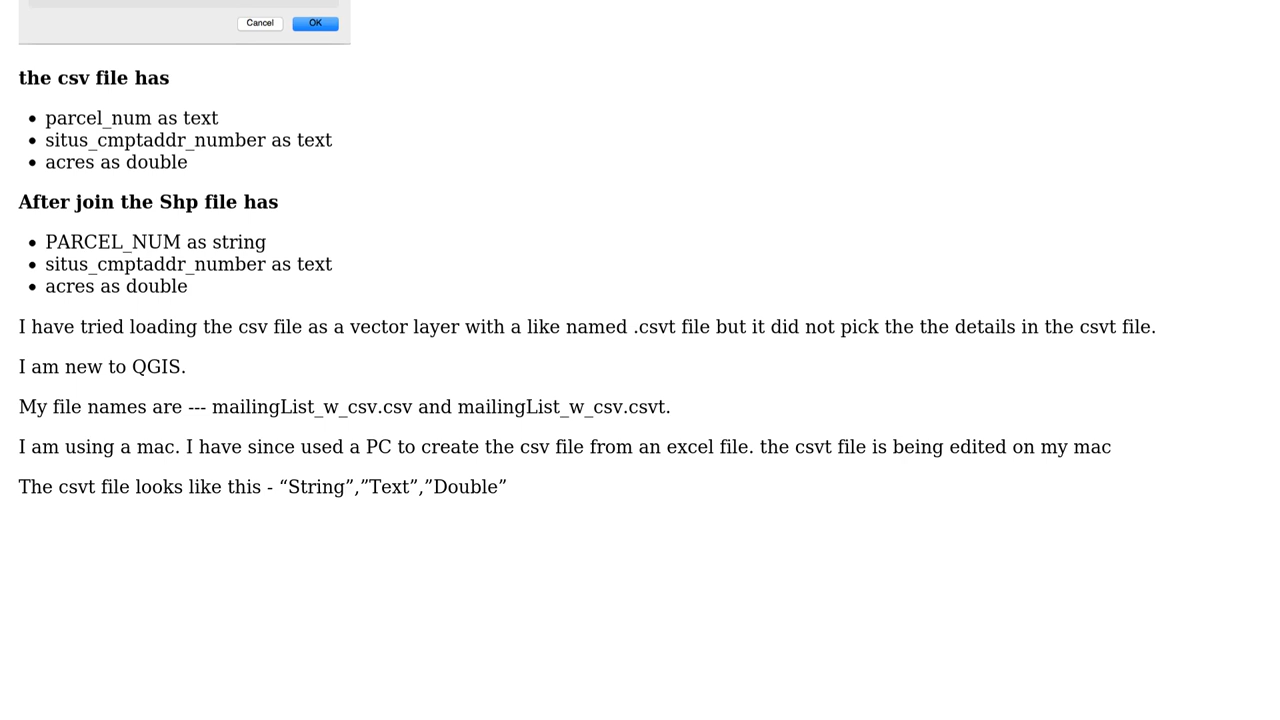 Cancel OK
the csv file has
• parcel_num as text
• situs_cmptaddr_number as text
• acres as double
After join the Shp file has
• PARCEL_NUM as string
• situs_cmptaddr_number as text
• acres as double
I have tried loading the csv file as a vector layer with a like named .csvt file but it did not pick the the details in the csvt file.
I am new to QGIS.
My file names are --- mailingList_w_csv.csv and mailingList_w_csv.csvt.
I am using a mac. I have since used a PC to create the csv file from an excel file. the csvt file is being edited on my mac
The csvt file looks like this - “String”,”Text”,”Double”